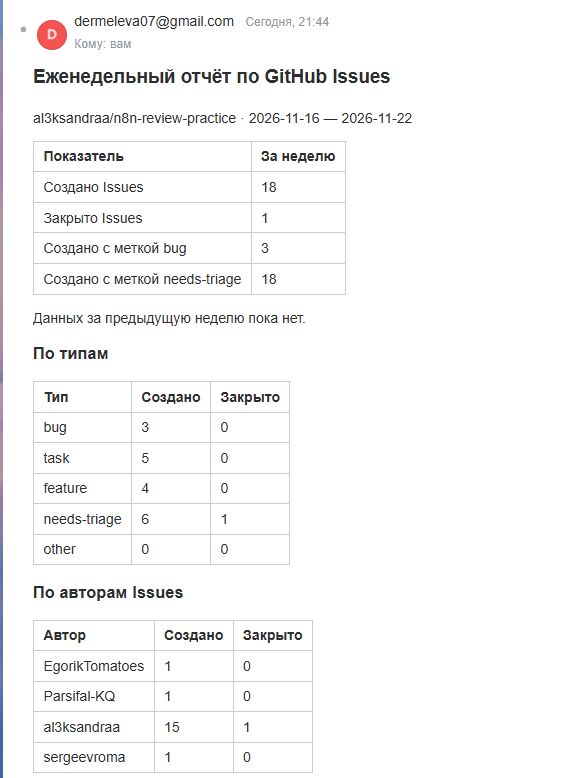 dermeleva07@gmail.com Сегодня, 21:44
D
Кому: вам
Еженедельный отчёт по GitHub Issues
al3ksandraa/n8n-review-practice · 2026-11-16 — 2026-11-22
Показатель За неделю
Создано Issues 18
Закрыто Issues 1
Создано с меткой bug 3
Создано с меткой needs-triage 18
Данных за предыдущую неделю пока нет.
По типам
Тип Создано Закрыто
bug 3 0
task 5 0
feature 4 0
needs-triage 6 1
other 0 0
По авторам Issues
Автор Создано Закрыто
EgorikTomatoes 1 0
Parsifal-KQ 1 0
al3ksandraa 15 1
sergeevroma 1 0